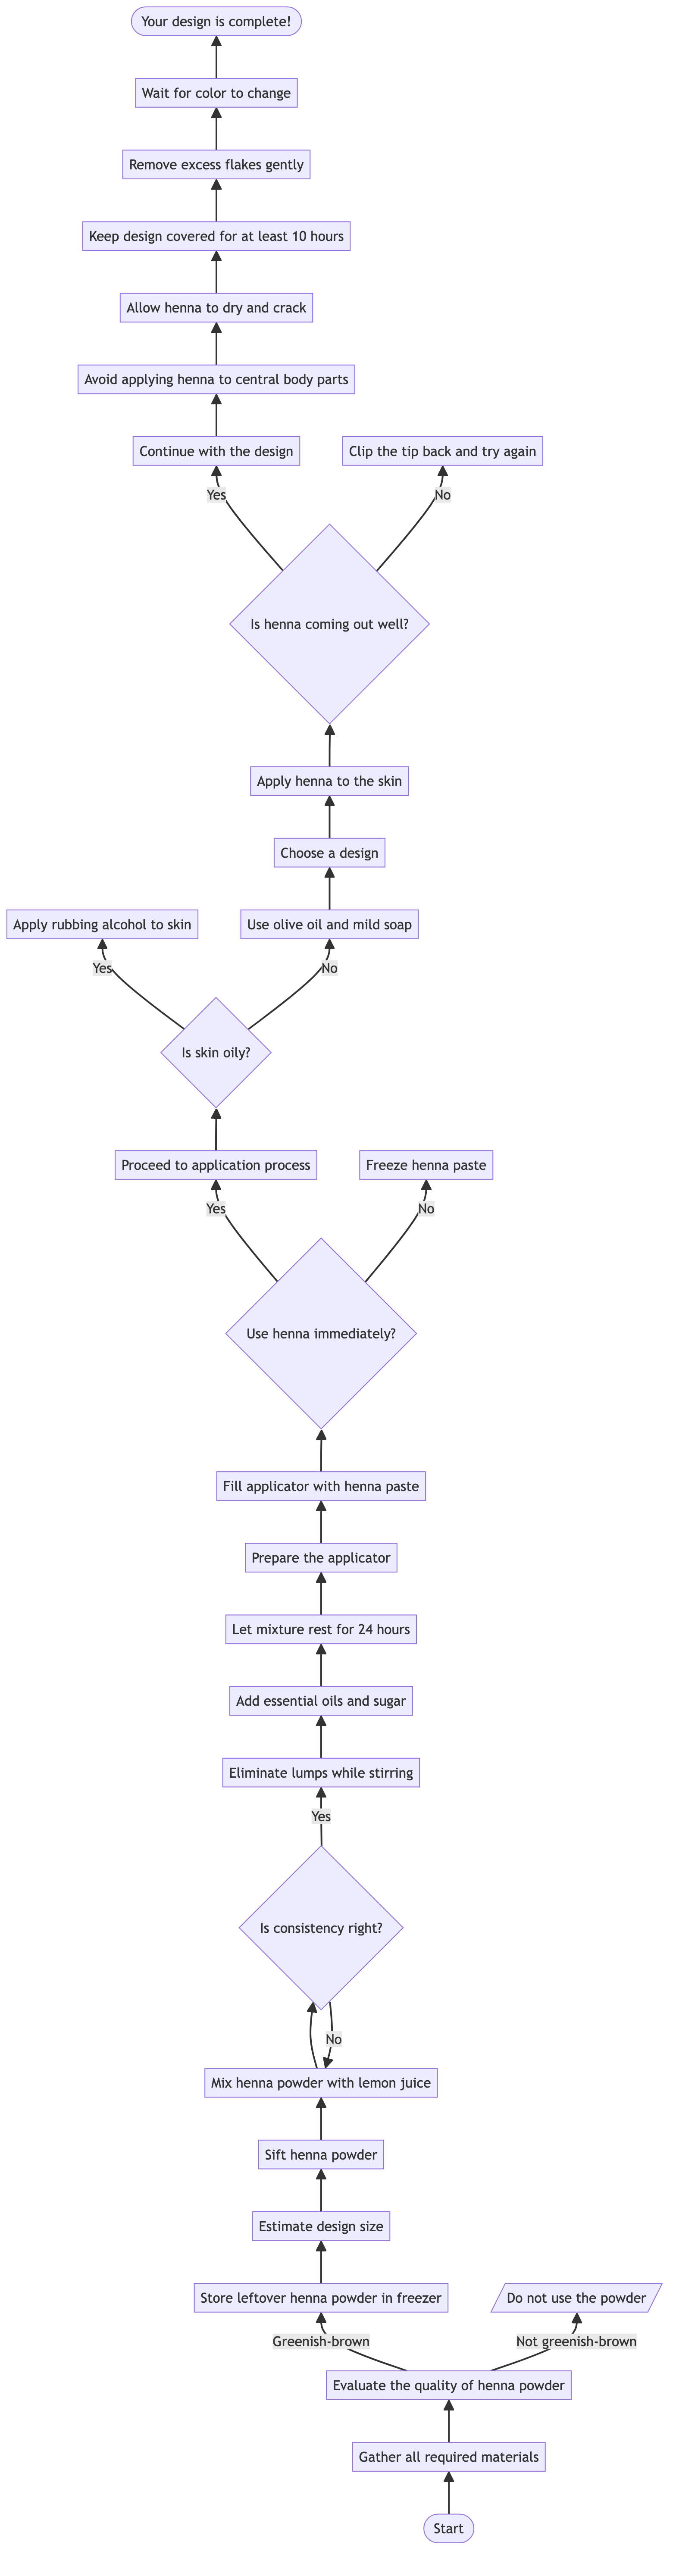 Your design is complete!
Wait for color to change
Remove excess flakes gently
Keep design covered for at least 10 hours
Allow henna to dry and crack
Avoid applying henna to central body parts
Continue with the design
Clip the tip back and try again
Yes
No
Is henna coming out well?
Apply henna to the skin
Choose a design
Apply rubbing alcohol to skin
Use olive oil and mild soap
Yes
No
Is skin oily?
Proceed to application process
Freeze henna paste
Yes
No
Use henna immediately?
Fill applicator with henna paste
Prepare the applicator
Let mixture rest for 24 hours
Add essential oils and sugar
Eliminate lumps while stirring
Yes
Is consistency right?
No
Mix henna powder with lemon juice
Sift henna powder
Estimate design size
Store leftover henna powder in freezer
Do not use the powder
Greenish-brown
Not greenish-brown
Evaluate the quality of henna powder
Gather all required materials
Start